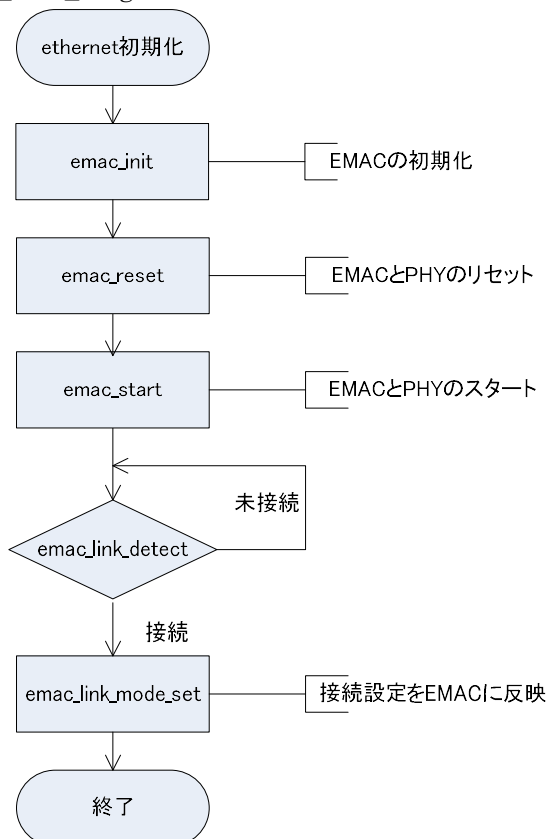 ethernet初期化
emac_init
EMACの初期化
emac_reset
EMACとPHYのリセット
emac_start
EMACとPHYのスタート
未接続
emac_link_detect
接続
emac_link_mode_set
接続設定をEMACに反映
終了